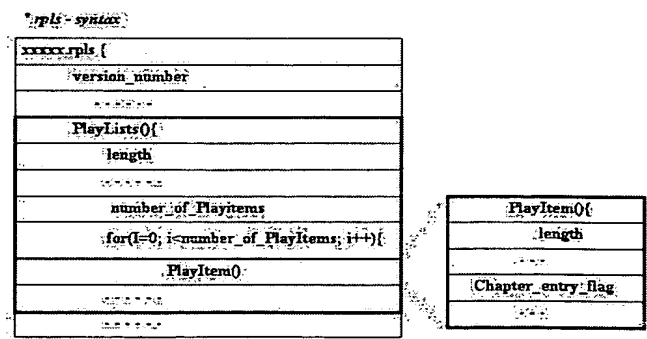 *.rpls - syntax
xxxxx.rpls {
version_number
- - - - - -
PlayLists(){
length
- - - - - -
number_of_Playitems
for(I=0; i<number_of_PlayItems; i++){
PlayItem()
- - - - - -
- - - - - -
PlayItem(){
length
- - - -
Chapter_entry_flag
- - - -